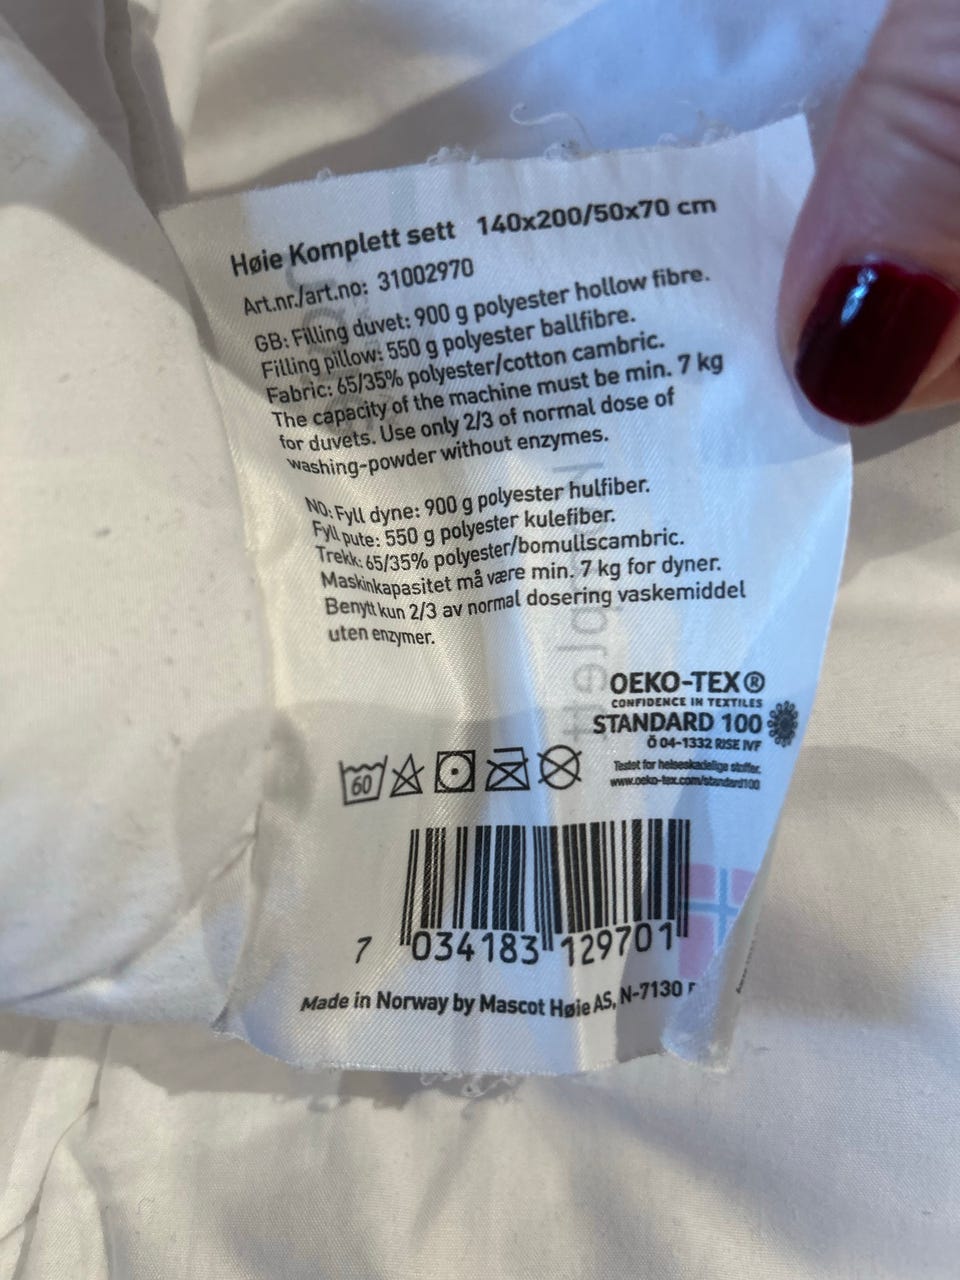 Høie Komplett sett 140x200/50x70 cm
Art.nr./art.no: 31002970
GB: Filling duvet: 900 g polyester hollow fibre.
Filling pillow: 550 g polyester ballfibre.
Fabric: 65/35% polyester/cotton cambric.
The capacity of the machine must be min. 7 kg
for duvets. Use only 2/3 of normal dose of
washing-powder without enzymes.
NO: Fyll dyne: 900 g polyester hulfiber.
Fyll pute: 550 g polyester kulefiber.
Trekk: 65/35% polyester/bomullscambric.
Maskinkapasitet må være min. 7 kg for dyner.
Benytt kun 2/3 av normal dosering vaskemiddel
uten enzymer.
OEKO-TEX®
CONFIDENCE IN TEXTILES
STANDARD 100
Ö 04-1332 RISE IVF
Testet for helseskadelige stoffer.
www.oeko-tex.com/standard100
60
7 034183 129701
Made in Norway by Mascot Høie AS, N-7130